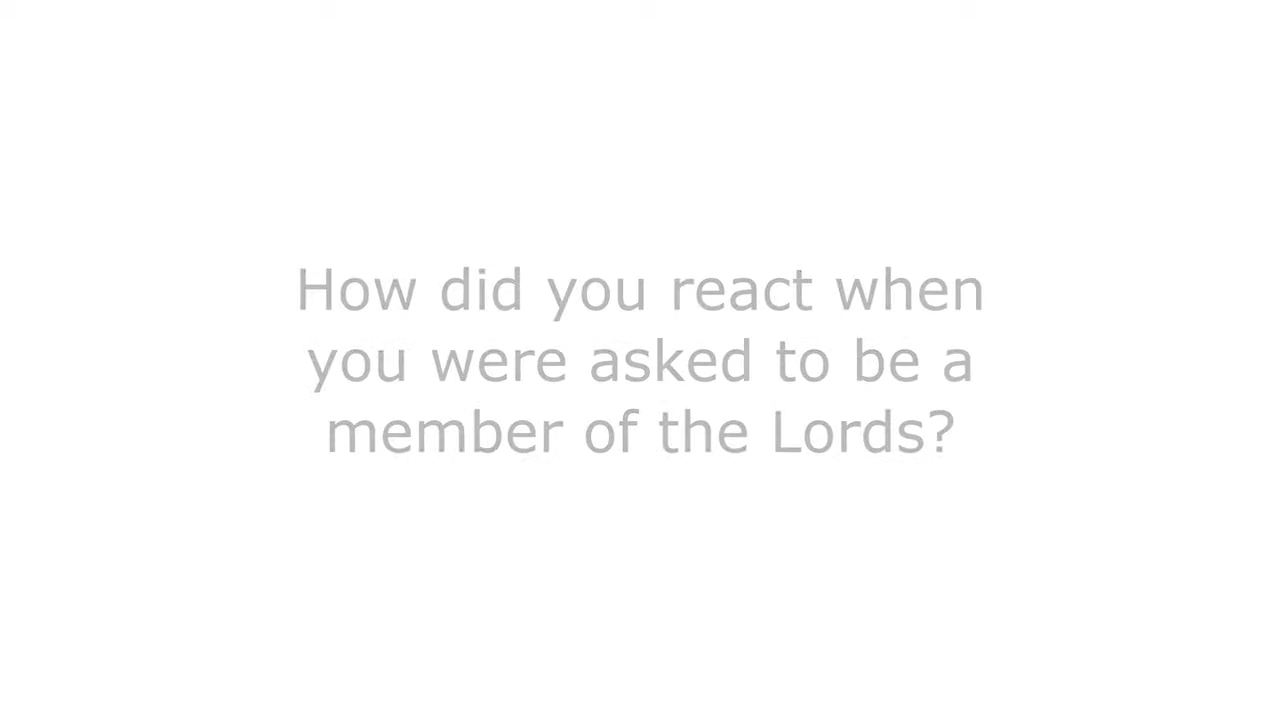 How did you react when
you were asked to be a
member of the Lords?